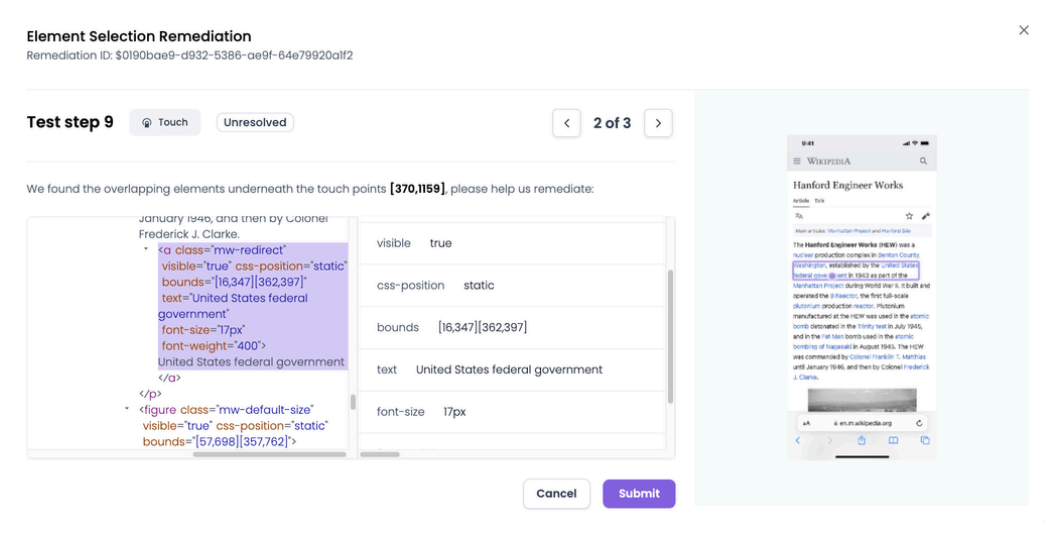 Element Selection Remediation
Remediation ID: $0190bae9-d932-5386-ae9f-64e79920a1f2
Test step 9
Touch
Unresolved
2 of 3
We found the overlapping elements underneath the touch points [370,1159], please help us remediate:
January 1946, and then by Colonel
Frederick J. Clarke.
<a class="mw-redirect"
visible="true" css-position="static"
bounds="[16,347][362,397]"
text="United States federal
government"
font-size="17px"
font-weight="400">
United States federal government
</a>
</p>
<figure class="mw-default-size"
visible="true" css-position="static"
bounds="[57,698][357,762]">
visible true
css-position static
bounds [16,347][362,397]
text United States federal government
font-size 17px
Cancel
Submit
9:41
WIKIPEDIA
Hanford Engineer Works
Article Talk
Main articles: Manhattan Project and Hanford Site
The Hanford Engineer Works (HEW) was a
nuclear production complex in Benton County,
Washington, established by the United States
federal government in 1943 as part of the
Manhattan Project during World War II. It built and
operated the B Reactor, the first full-scale
plutonium production reactor. Plutonium
manufactured at the HEW was used in the atomic
bomb detonated in the Trinity test in July 1945,
and in the Fat Man bomb used in the atomic
bombing of Nagasaki in August 1945. The HEW
was commanded by Colonel Franklin T. Matthias
until January 1946, and then by Colonel Frederick
J. Clarke.
AA
en.m.wikipedia.org